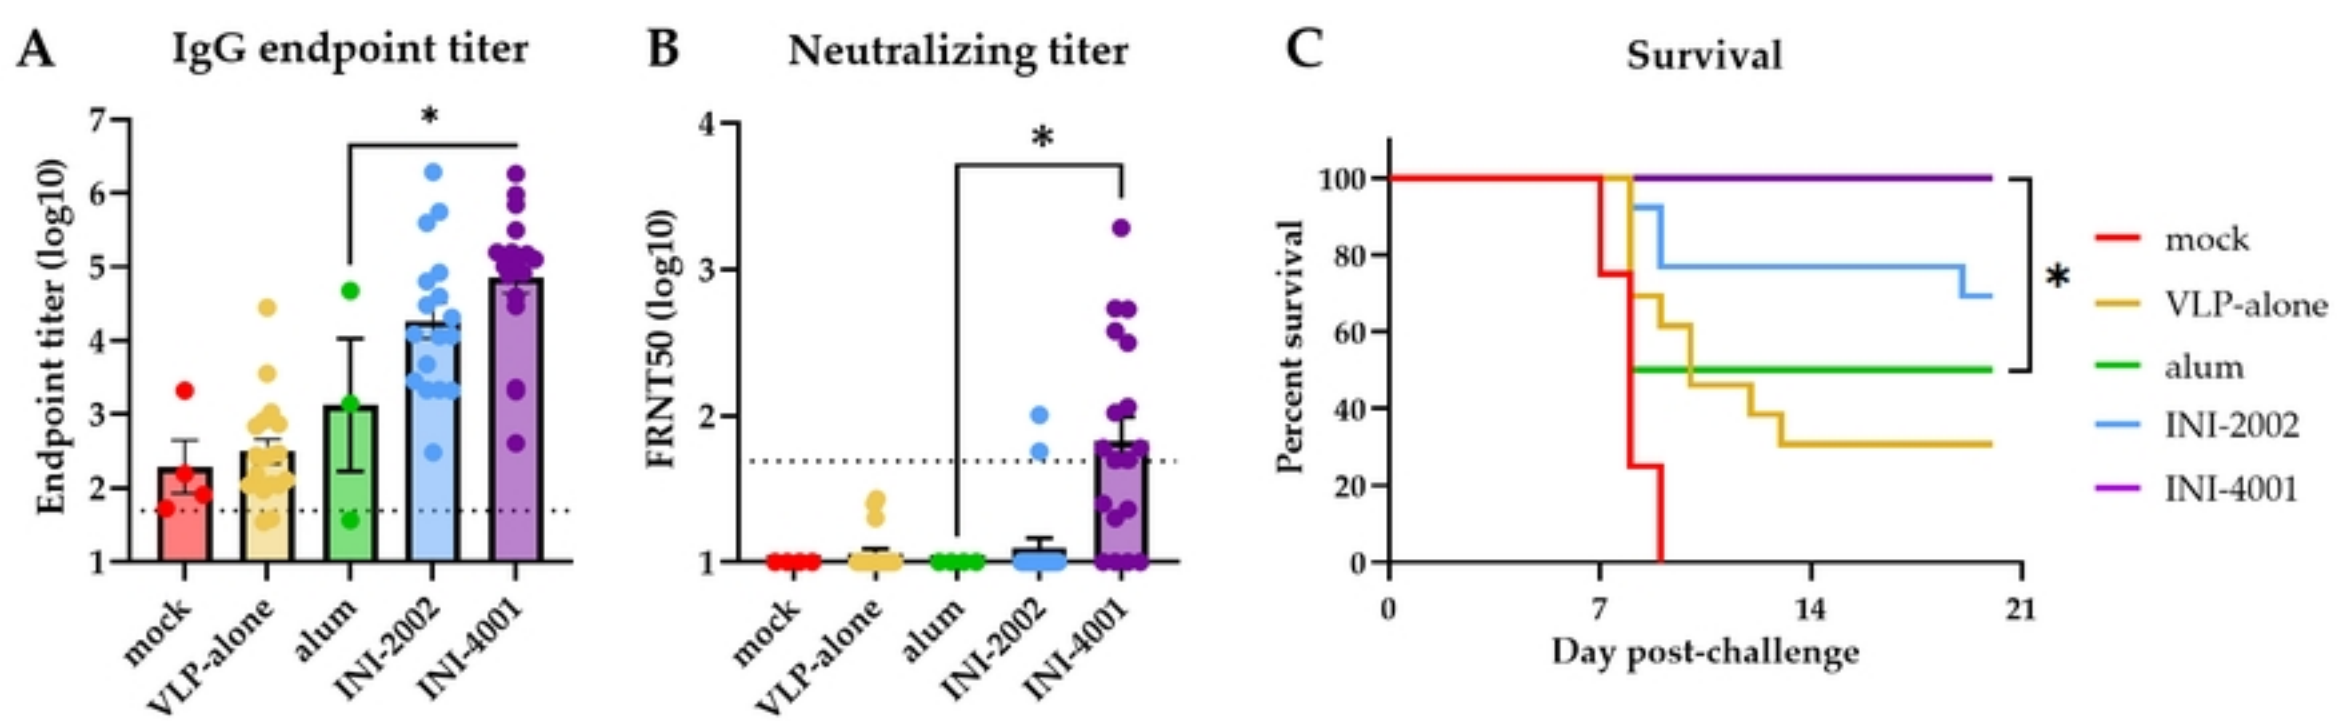 A
IgG endpoint titer
Endpoint titer (log10)
7
6
5
4
3
2
1
*
mock
VLP-alone
alum
INI-2002
INI-4001
B
Neutralizing titer
FRNT50 (log10)
4
3
2
1
*
mock
VLP-alone
alum
INI-2002
INI-4001
C
Survival
Percent survival
100
80
60
40
20
0
0
7
14
21
Day post-challenge
*
mock
VLP-alone
alum
INI-2002
INI-4001